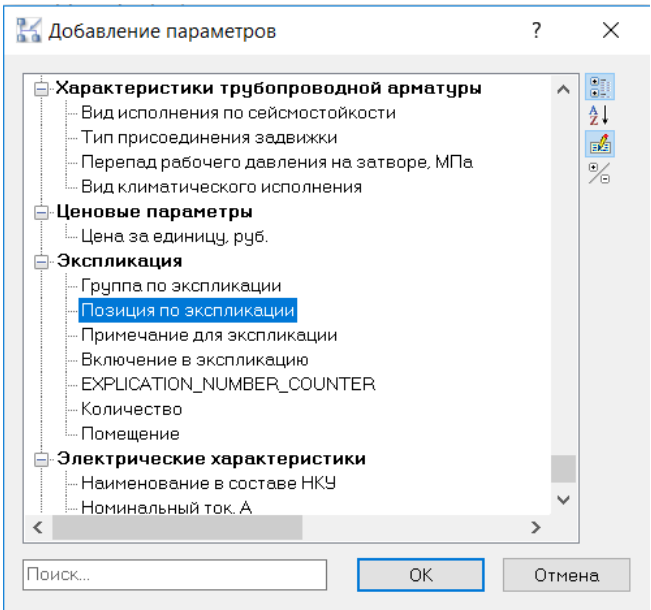 Добавление параметров
?
Характеристики трубопроводной арматуры
Вид исполнения по сейсмостойкости
Тип присоединения задвижки
Перепад рабочего давления на затворе, МПа
Вид климатического исполнения
Ценовые параметры
Цена за единицу, руб.
Экспликация
Группа по экспликации
Позиция по экспликации
Примечание для экспликации
Включение в экспликацию
EXPLICATION_NUMBER_COUNTER
Количество
Помещение
Электрические характеристики
Наименование в составе НКУ
Номинальный ток, А
Поиск...
OK
Отмена